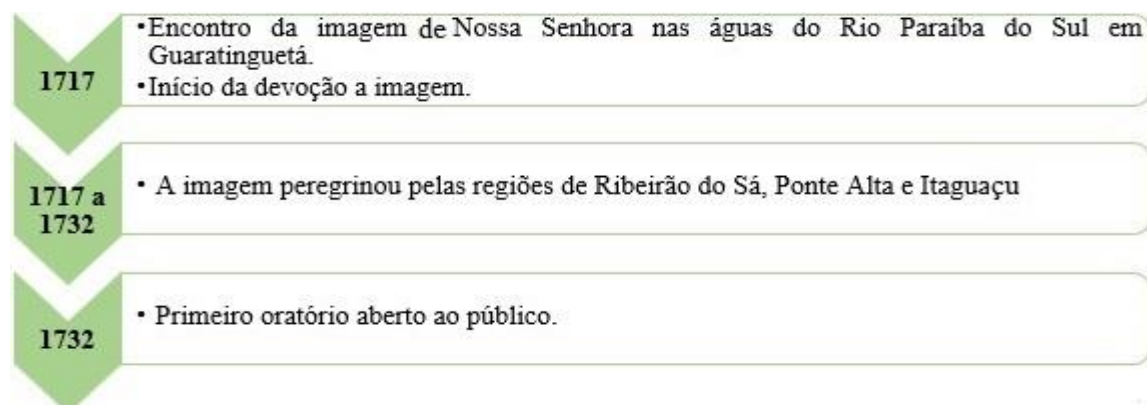 1717
•Encontro da imagem de Nossa Senhora nas águas do Rio Paraíba do Sul em
Guaratinguetá.
•Início da devoção a imagem.
1717 a
1732
• A imagem peregrinou pelas regiões de Ribeirão do Sá, Ponte Alta e Itaguaçu
1732
• Primeiro oratório aberto ao público.